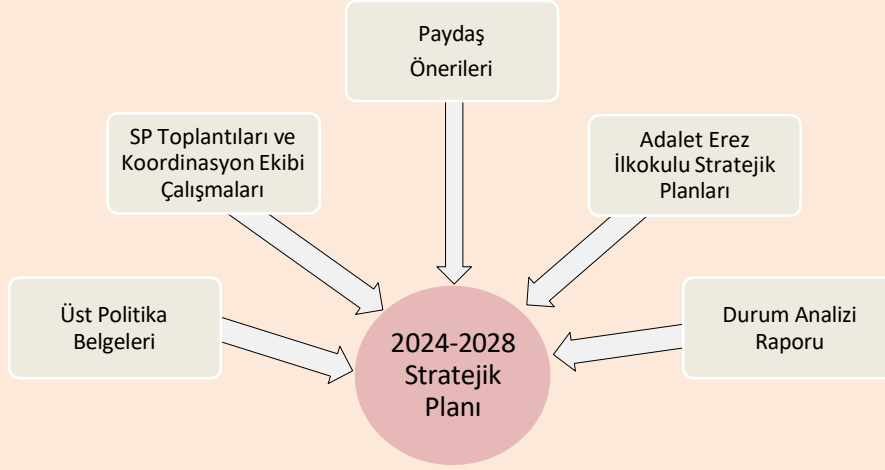 Paydaş
Önerileri
SP Toplantıları ve
Koordinasyon Ekibi
Çalışmaları
Adalet Erez
İlkokulu Stratejik
Planları
Üst Politika
Belgeleri
Durum Analizi
Raporu
2024-2028
Stratejik
Planı